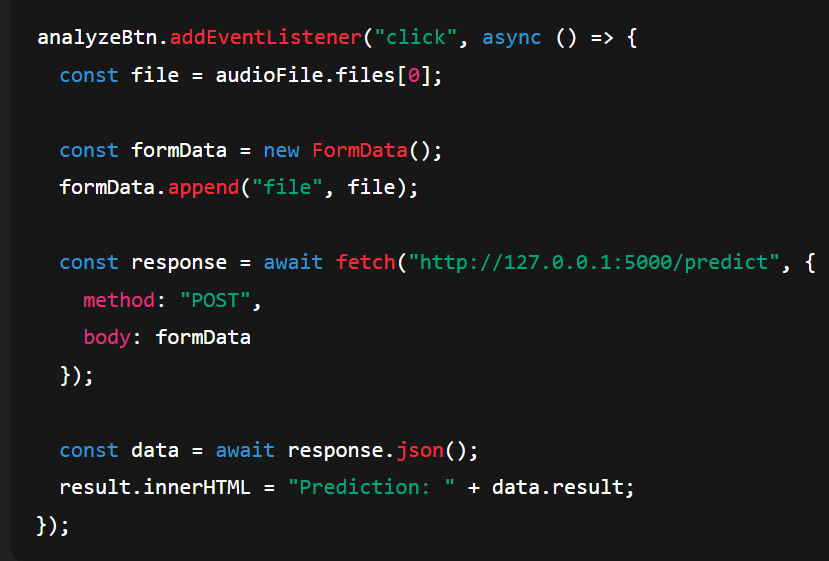 analyzeBtn.addEventListener("click", async () => {
  const file = audioFile.files[0];

  const formData = new FormData();
  formData.append("file", file);

  const response = await fetch("http://127.0.0.1:5000/predict", {
    method: "POST",
    body: formData
  });

  const data = await response.json();
  result.innerHTML = "Prediction: " + data.result;
});